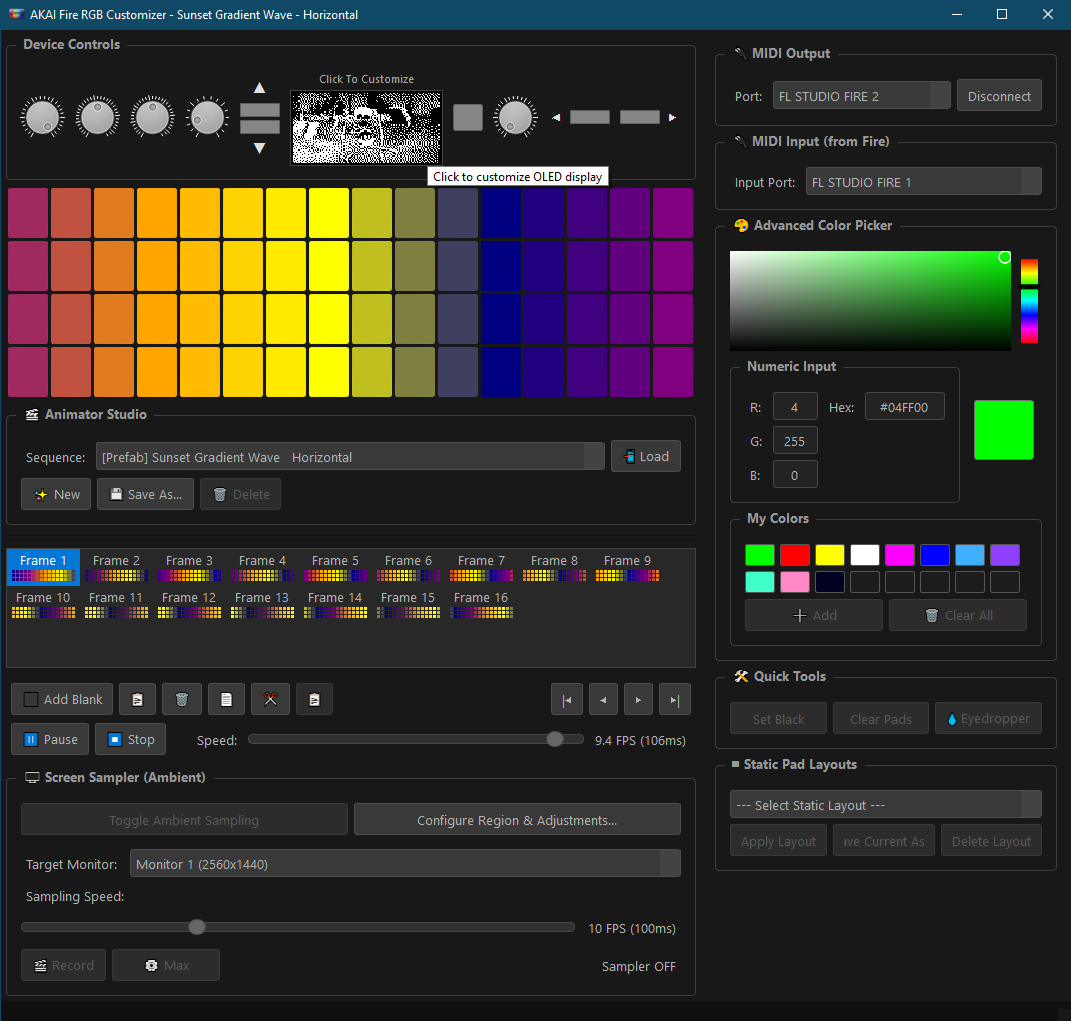 AKAI Fire RGB Customizer - Sunset Gradient Wave - Horizontal
Device Controls
Click To Customize
Click to customize OLED display
Animator Studio
Sequence: [Prefab] Sunset Gradient Wave Horizontal Load
New Save As... Delete
Frame 1 Frame 2 Frame 3 Frame 4 Frame 5 Frame 6 Frame 7 Frame 8 Frame 9
Frame 10 Frame 11 Frame 12 Frame 13 Frame 14 Frame 15 Frame 16
Add Blank
Pause Stop Speed: 9.4 FPS (106ms)
Screen Sampler (Ambient)
Toggle Ambient Sampling Configure Region & Adjustments...
Target Monitor: Monitor 1 (2560x1440)
Sampling Speed:
10 FPS (100ms)
Record Max Sampler OFF
MIDI Output
Port: FL STUDIO FIRE 2 Disconnect
MIDI Input (from Fire)
Input Port: FL STUDIO FIRE 1
Advanced Color Picker
Numeric Input
R: 4 Hex: #04FF00
G: 255
B: 0
My Colors
Add Clear All
Quick Tools
Set Black Clear Pads Eyedropper
Static Pad Layouts
--- Select Static Layout ---
Apply Layout ve Current As Delete Layout